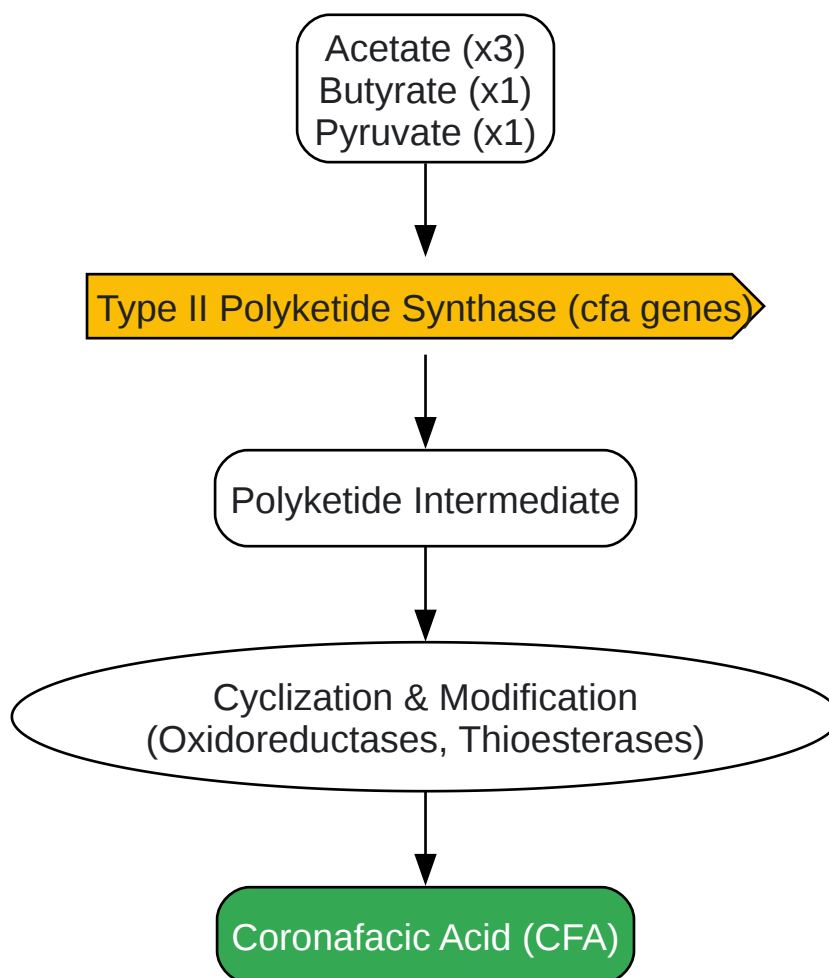 Acetate (x3)
Butyrate (x1)
Pyruvate (x1)
Type II Polyketide Synthase (cfa genes)
Polyketide Intermediate
Cyclization & Modification
(Oxidoreductases, Thioesterases)
Coronafacic Acid (CFA)